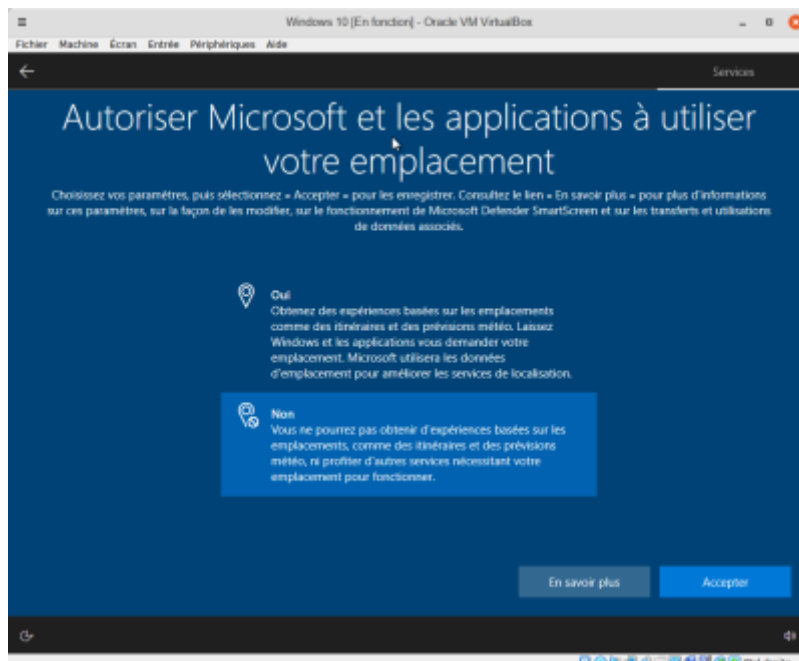 Windows 10 [En fonction] - Oracle VM VirtualBox
Fichier Machine Écran Entrée Périphériques Aide
Services
Autoriser Microsoft et les applications à utiliser
votre emplacement
Choisissez vos paramètres, puis sélectionnez « Accepter » pour les enregistrer. Consultez le lien « En savoir plus » pour plus d'informations
sur ces paramètres, sur la façon de les modifier, sur le fonctionnement de Microsoft Defender SmartScreen et sur les transferts et utilisations
de données associés.
Oui
Obtenez des expériences basées sur les emplacements
comme des itinéraires et des prévisions météo. Laissez
Windows et les applications vous demander votre
emplacement. Microsoft utilisera les données
d'emplacement pour améliorer les services de localisation.
Non
Vous ne pourrez pas obtenir d'expériences basées sur les
emplacements, comme des itinéraires et des prévisions
météo, ni profiter d'autres services nécessitant votre
emplacement pour fonctionner.
En savoir plus
Accepter